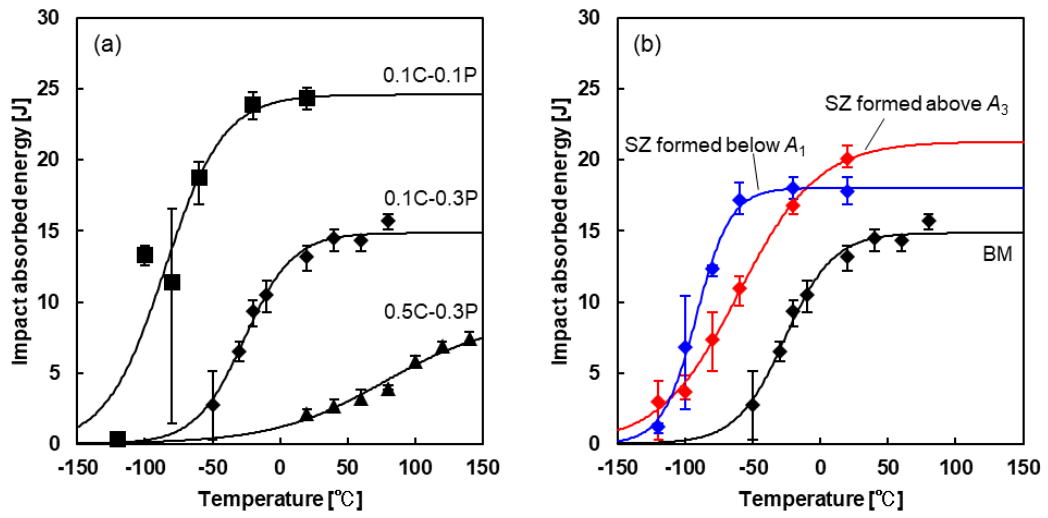 (a)
30
25
20
15
10
5
0
Impact absorbed energy [J]
0.1C-0.1P
0.1C-0.3P
0.5C-0.3P
-150 -100 -50 0 50 100 150
Temperature [℃]
(b)
30
25
20
15
10
5
0
Impact absorbed energy [J]
SZ formed above A3
SZ formed below A1
BM
-150 -100 -50 0 50 100 150
Temperature [℃]